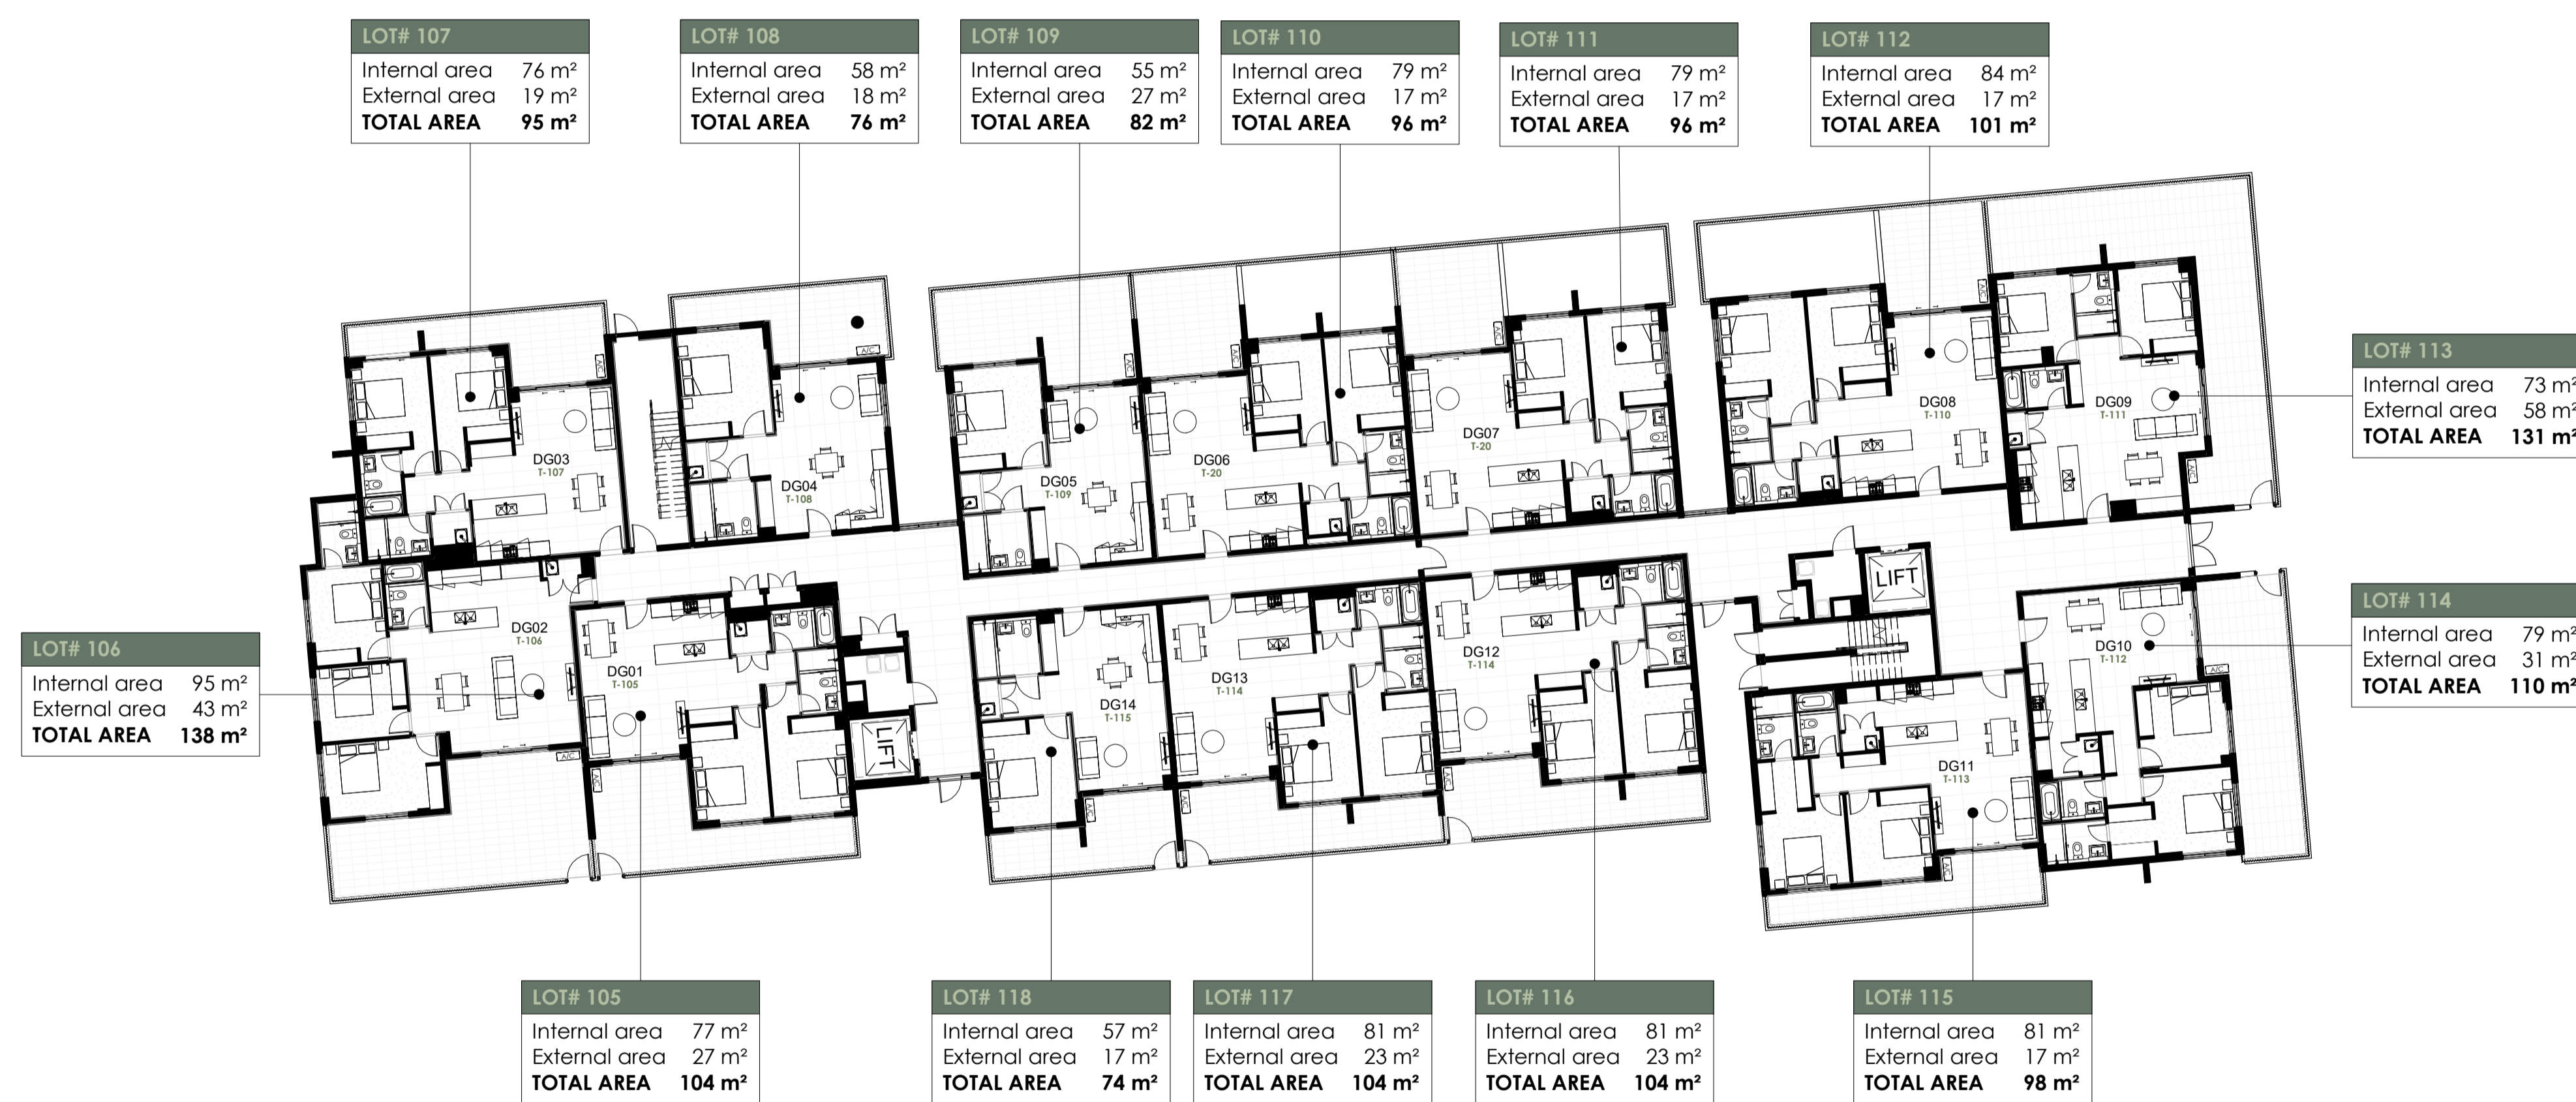 LOT# 107
Internal area 76 m²
External area 19 m²
TOTAL AREA 95 m²
LOT# 108
Internal area 58 m²
External area 18 m²
TOTAL AREA 76 m²
LOT# 109
Internal area 55 m²
External area 27 m²
TOTAL AREA 82 m²
LOT# 110
Internal area 79 m²
External area 17 m²
TOTAL AREA 96 m²
LOT# 111
Internal area 79 m²
External area 17 m²
TOTAL AREA 96 m²
LOT# 112
Internal area 84 m²
External area 17 m²
TOTAL AREA 101 m²
LOT# 113
Internal area 73 m²
External area 58 m²
TOTAL AREA 131 m²
DG03
T-107
DG04
T-108
DG05
T-109
DG06
T-20
DG07
T-20
DG08
T-110
DG09
T-111
A/C
A/C
A/C
A/C
A/C
A/C
A/C
LIFT
LOT# 114
Internal area 79 m²
External area 31 m²
TOTAL AREA 110 m²
LOT# 106
Internal area 95 m²
External area 43 m²
TOTAL AREA 138 m²
DG02
T-106
DG01
T-105
LIFT
DG14
T-115
DG13
T-114
DG12
T-114
DG11
T-113
DG10
T-112
A/C
A/C
A/C
A/C
A/C
A/C
A/C
LOT# 105
Internal area 77 m²
External area 27 m²
TOTAL AREA 104 m²
LOT# 118
Internal area 57 m²
External area 17 m²
TOTAL AREA 74 m²
LOT# 117
Internal area 81 m²
External area 23 m²
TOTAL AREA 104 m²
LOT# 116
Internal area 81 m²
External area 23 m²
TOTAL AREA 104 m²
LOT# 115
Internal area 81 m²
External area 17 m²
TOTAL AREA 98 m²